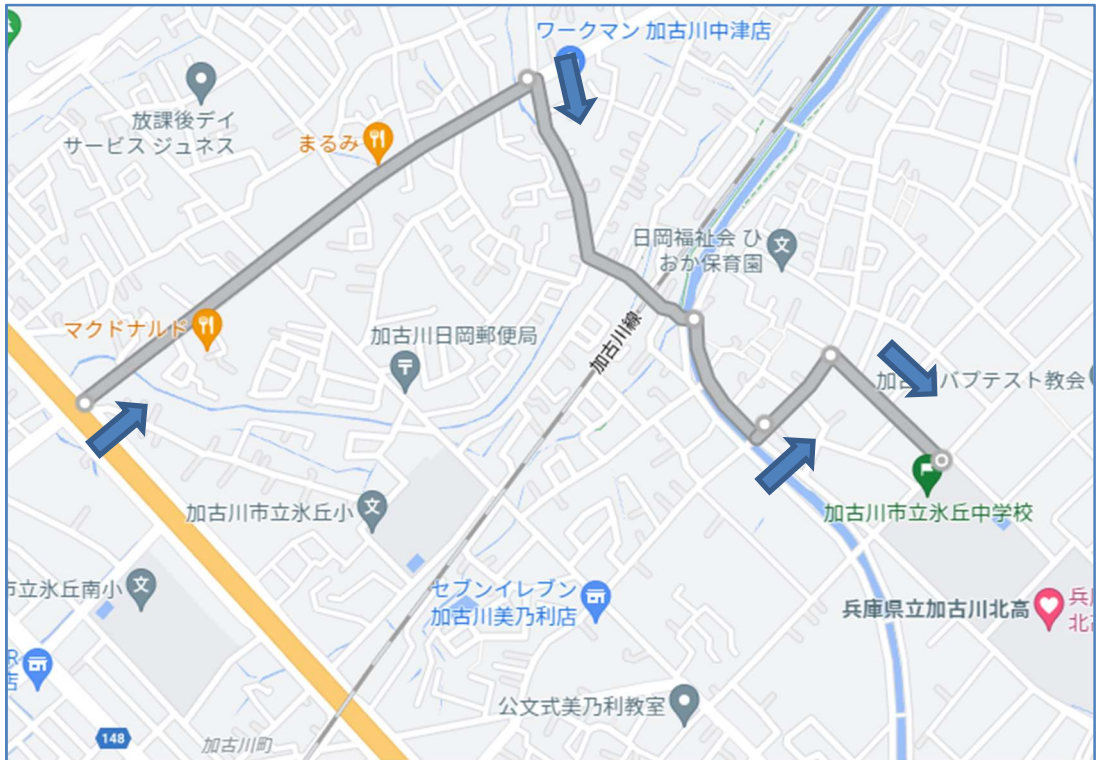 ワークマン 加古川中津店
放課後デイ
サービス ジュネス
まるみ
日岡福祉会 ひ
おか保育園
マクドナルド
加古川日岡郵便局
加古川線
バプテスト教会
加古川市立氷丘小
加古川市立氷丘中学校
市立氷丘南小
セブンイレブン
加古川美乃利店
兵庫県立加古川北高
兵
北高
店
公文式美乃利教室
148
加古川町